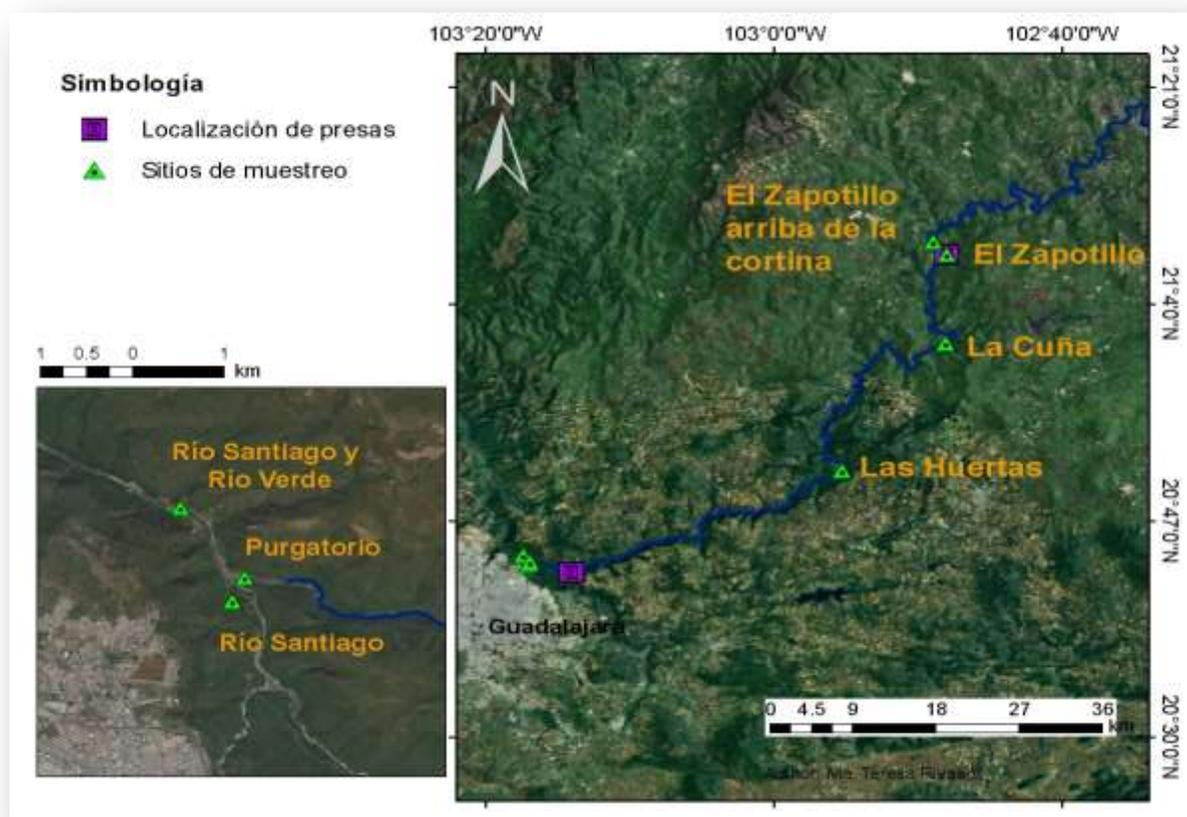 Simbología
Localización de presas
Sitios de muestreo
1 0.5 0 1
km
Río Santiago y
Río Verde
Purgatorio
Río Santiago
103°20'0"W 103°0'0"W 102°40'0"W
N
El Zapotillo
arriba de la
cortina
El Zapotillo
La Cuña
Las Huertas
Guadalajara
0 4.5 9 18 27 36
km
Author: Ma. Teresa
21°21'0"N
21°4'0"N
20°47'0"N
20°30'0"N